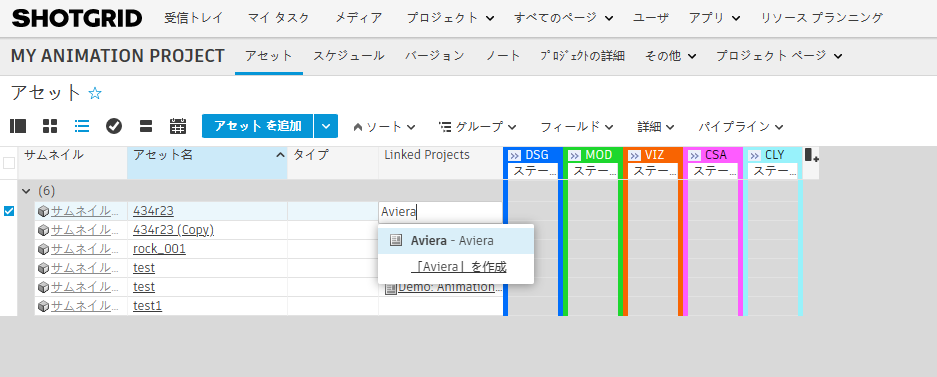 SHOTGRID 受信トレイ マイ タスク メディア プロジェクト すべてのページ ユーザ アプリ リソース プランニング
MY ANIMATION PROJECT アセット スケジュール バージョン ノート プロジェクトの詳細 その他 プロジェクト ページ
アセット
アセット を追加 ソート グループ フィールド 詳細 パイプライン
サムネイル アセット名 タイプ Linked Projects DSG MOD VIZ CSA CLY
ステー... ステー... ステー... ステー... ステー...
(6)
サムネイル... 434r23 Aviera
サムネイル... 434r23 (Copy)
Aviera - Aviera
サムネイル... rock_001
サムネイル... test
「Aviera」を作成
サムネイル... test Demo: Animation...
サムネイル... test1